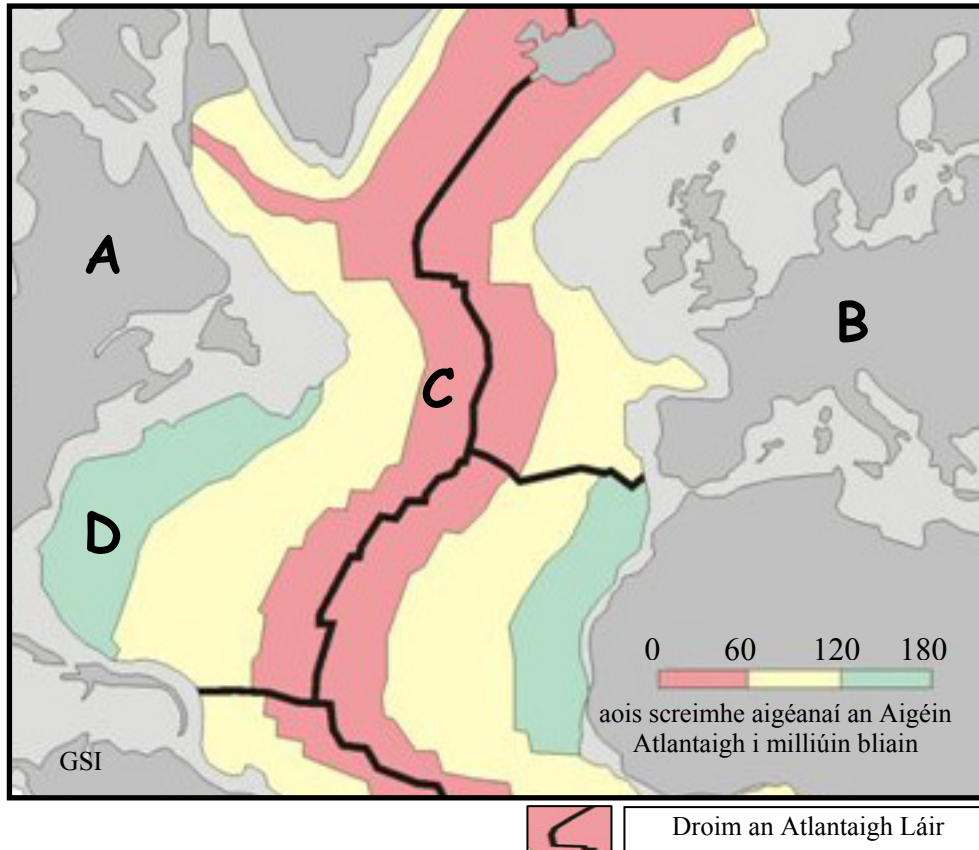 A
B
C
D
0 60 120 180
aois screimhe aigéanaí an Aigéin
Atlantaigh i milliúin bliain
GSI
Droim an Atlantaigh Láir